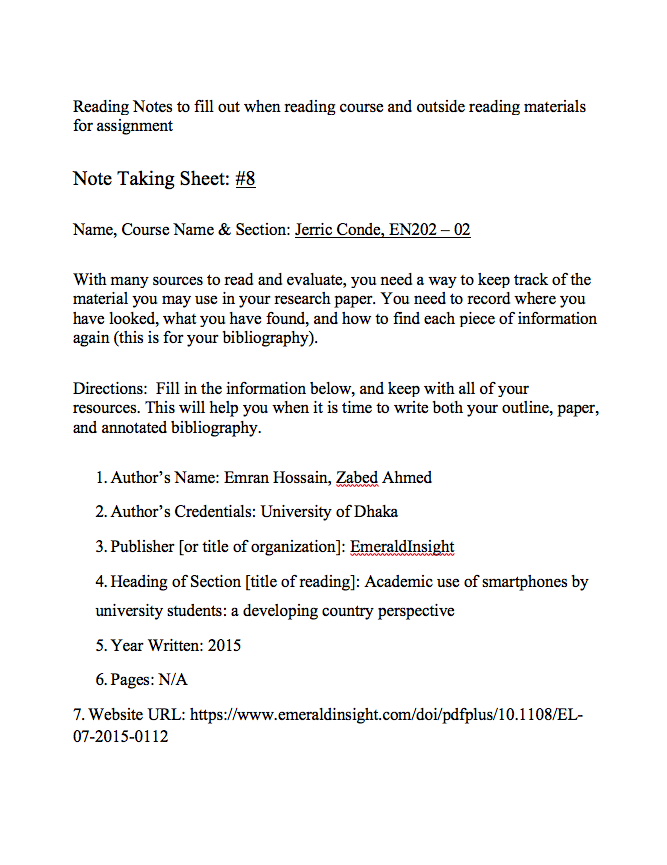 Reading Notes to fill out when reading course and outside reading materials
for assignment
Note Taking Sheet: #8
Name, Course Name & Section: Jerric Conde, EN202 – 02
With many sources to read and evaluate, you need a way to keep track of the
material you may use in your research paper. You need to record where you
have looked, what you have found, and how to find each piece of information
again (this is for your bibliography).
Directions:  Fill in the information below, and keep with all of your
resources. This will help you when it is time to write both your outline, paper,
and annotated bibliography.
1. Author’s Name: Emran Hossain, Zabed Ahmed
2. Author’s Credentials: University of Dhaka
3. Publisher [or title of organization]: EmeraldInsight
4. Heading of Section [title of reading]: Academic use of smartphones by
university students: a developing country perspective
5. Year Written: 2015
6. Pages: N/A
7. Website URL: https://www.emeraldinsight.com/doi/pdfplus/10.1108/EL-
07-2015-0112